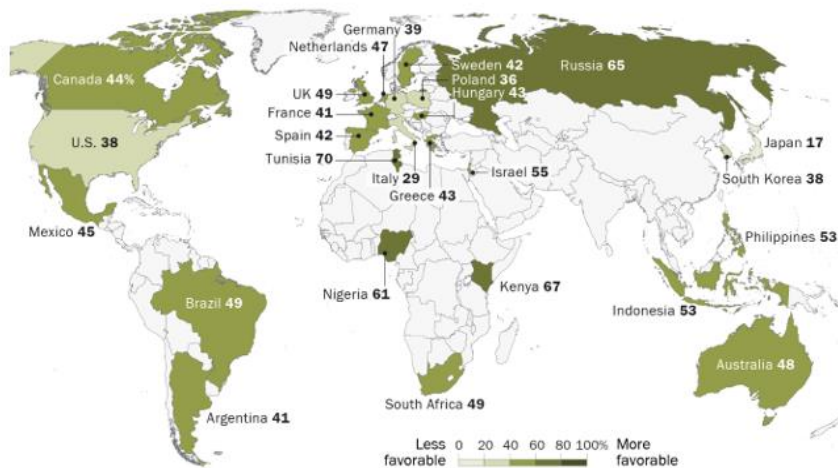 Germany 39
Netherlands 47
Sweden 42
Poland 36
Hungary 43
Russia 65
Canada 44%
UK 49
France 41
U.S. 38
Spain 42
Japan 17
Tunisia 70
Italy 29
Israel 55
South Korea 38
Greece 43
Mexico 45
Philippines 53
Brazil 49
Nigeria 61
Kenya 67
Indonesia 53
Australia 48
South Africa 49
Argentina 41
Less favorable 0 20 40 60 80 100% More favorable